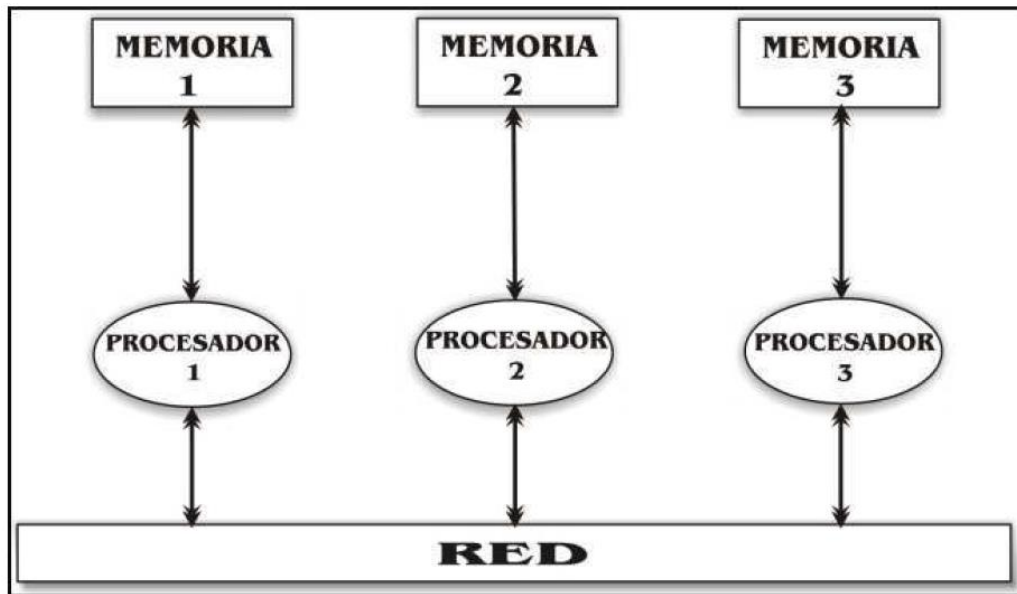 MEMORIA
1
MEMORIA
2
MEMORIA
3
PROCESADOR
1
PROCESADOR
2
PROCESADOR
3
RED